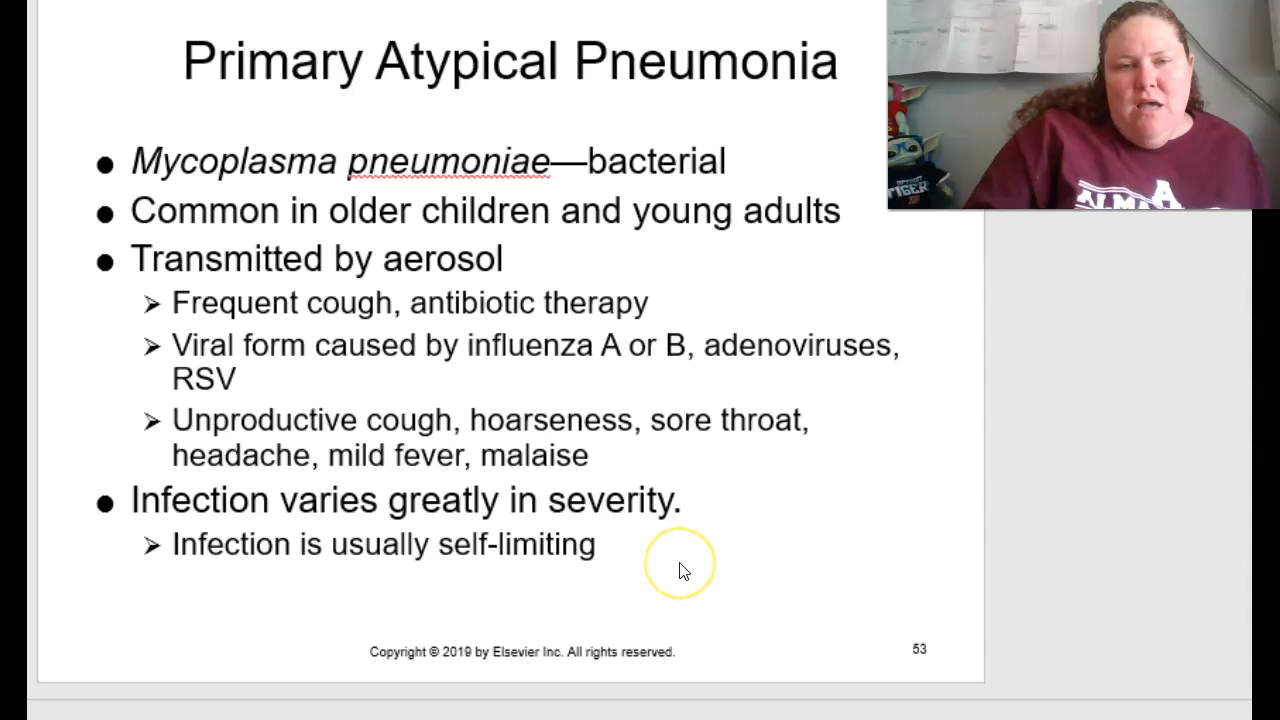 Primary Atypical Pneumonia
● Mycoplasma pneumoniae—bacterial
● Common in older children and young adults
● Transmitted by aerosol
➢ Frequent cough, antibiotic therapy
➢ Viral form caused by influenza A or B, adenoviruses,
RSV
➢ Unproductive cough, hoarseness, sore throat,
headache, mild fever, malaise
● Infection varies greatly in severity.
➢ Infection is usually self-limiting
Copyright © 2019 by Elsevier Inc. All rights reserved.
53
TIGER
A
ALMA